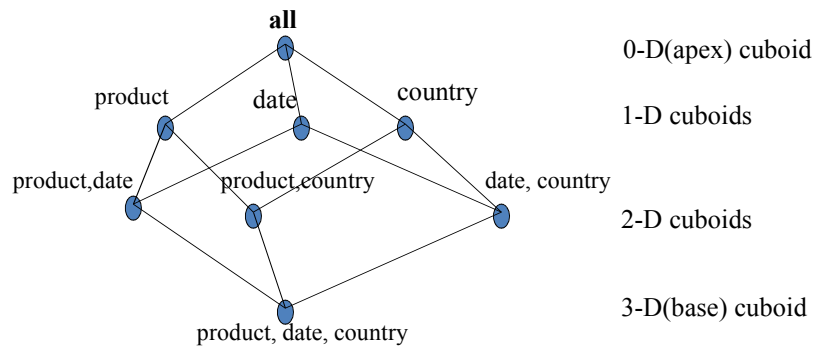 all
0-D(apex) cuboid
product
date
country
1-D cuboids
product,date
product,country
date, country
2-D cuboids
3-D(base) cuboid
product, date, country